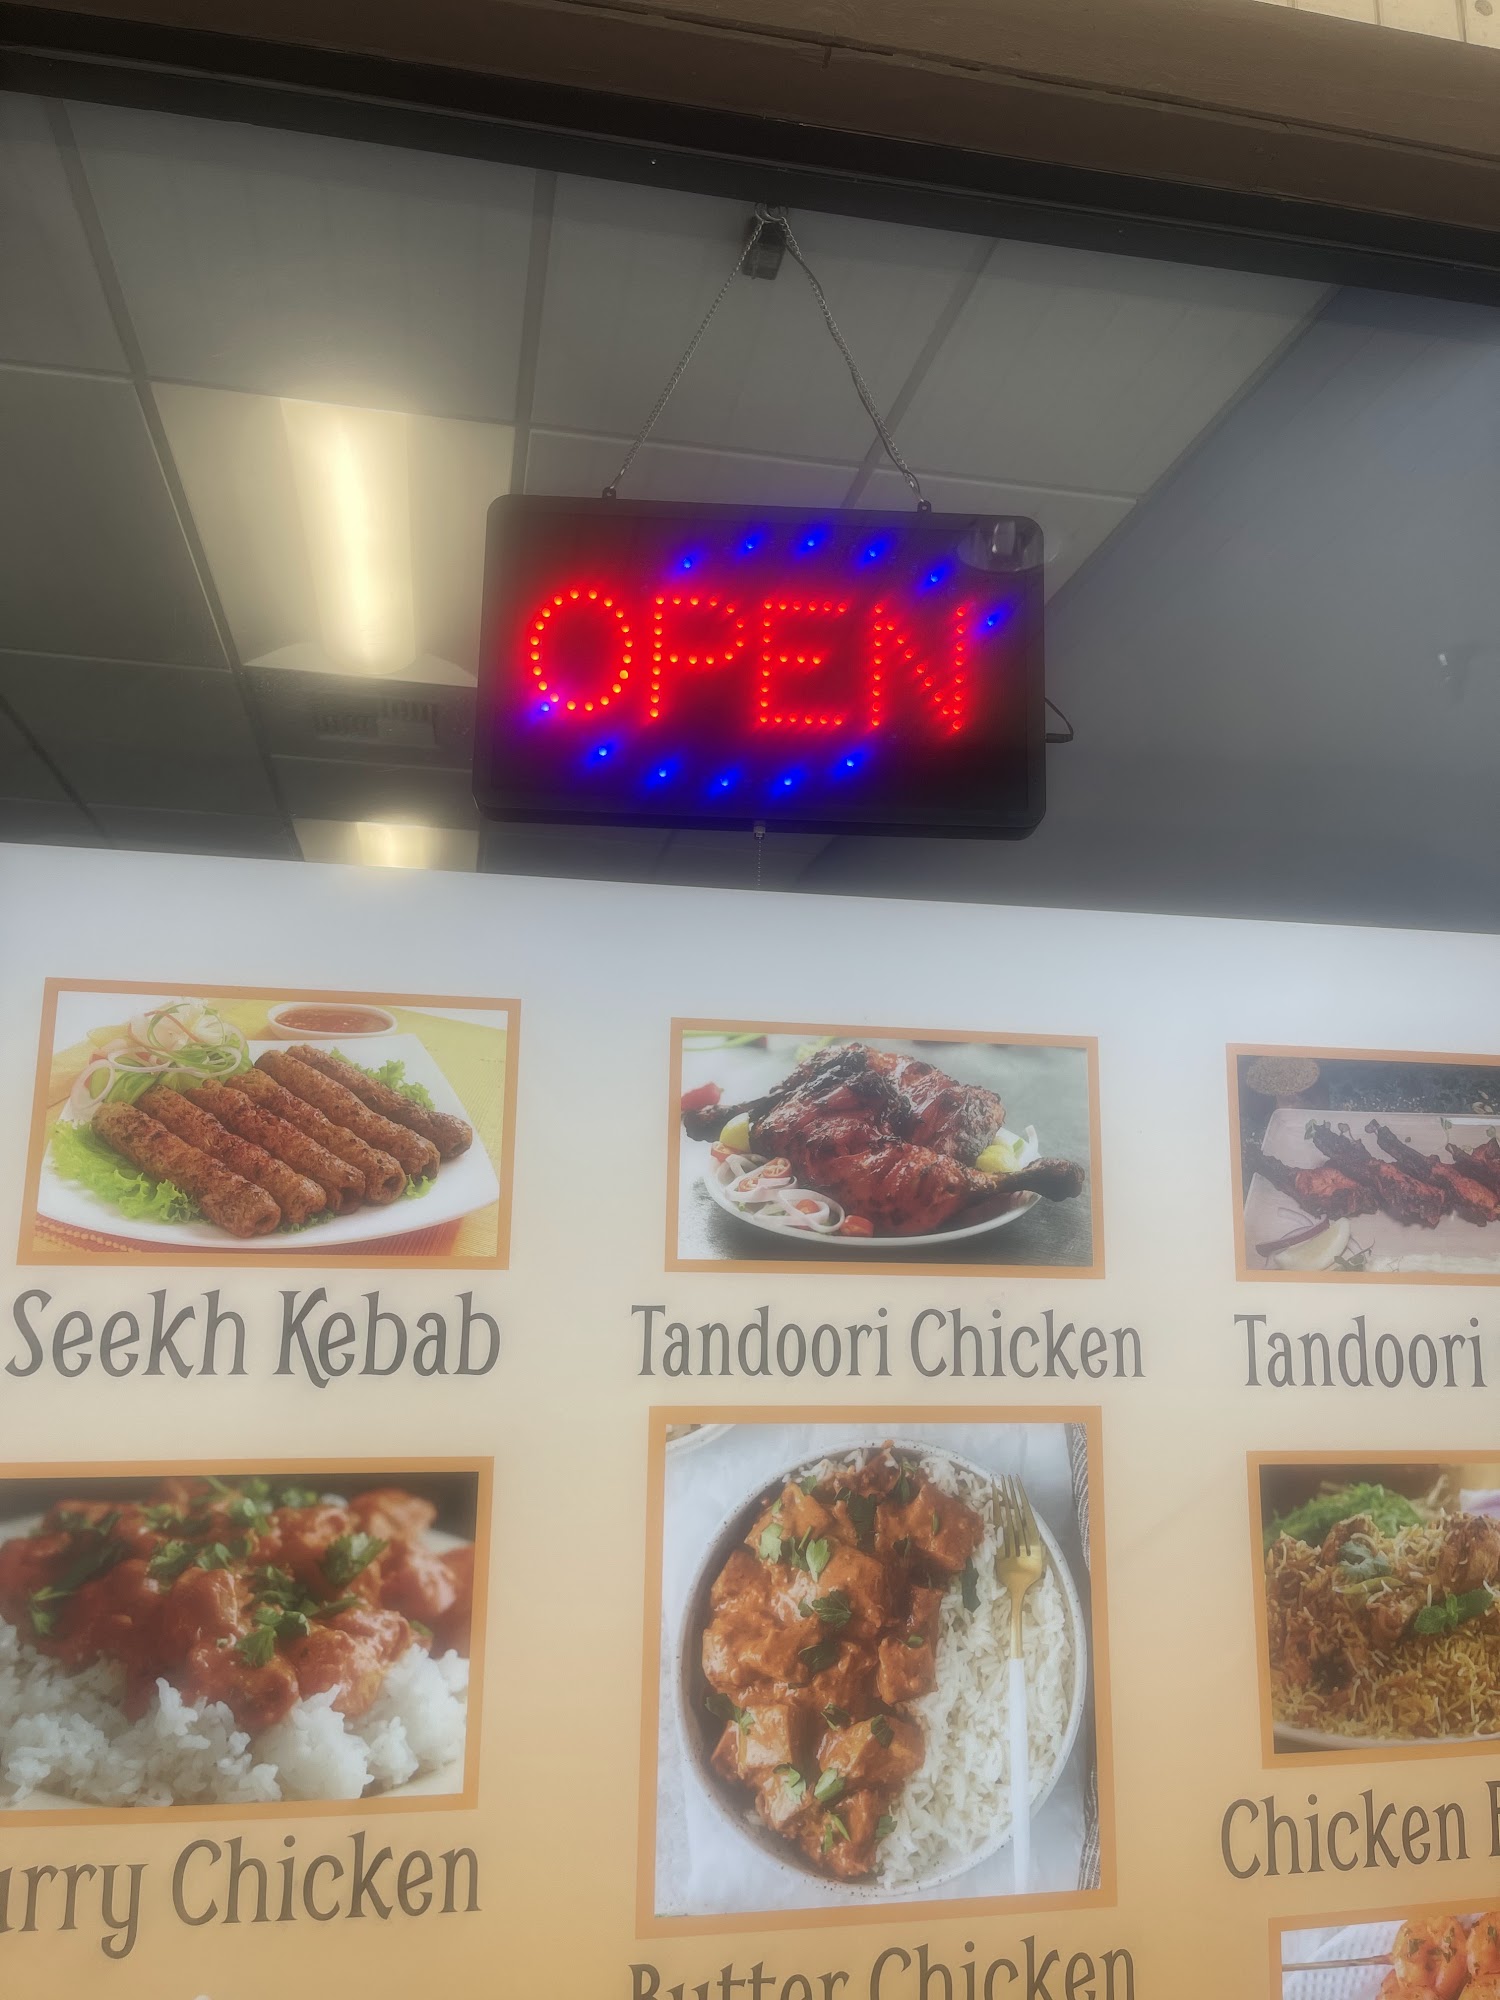 OPEN
Seekh Kebab
Tandoori Chicken
Tandoori
urry Chicken
Butter Chicken
Chicken